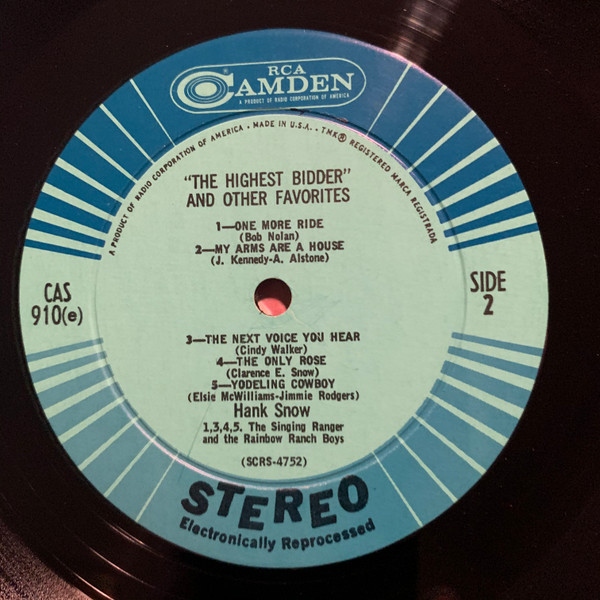 RCA
CAMDEN
A PRODUCT OF RADIO CORPORATION OF AMERICA
A PRODUCT OF RADIO CORPORATION OF AMERICA • MADE IN U.S.A. • TMK® REGISTERED MARCA REGISTRADA
"THE HIGHEST BIDDER"
AND OTHER FAVORITES
1—ONE MORE RIDE
(Bob Nolan)
2—MY ARMS ARE A HOUSE
(J. Kennedy-A. Alstone)
CAS
910(e)
SIDE
2
3—THE NEXT VOICE YOU HEAR
(Cindy Walker)
4—THE ONLY ROSE
(Clarence E. Snow)
5—YODELING COWBOY
(Elsie McWilliams-Jimmie Rodgers)
Hank Snow
1,3,4,5. The Singing Ranger
and the Rainbow Ranch Boys
(SCRS-4752)
STEREO
Electronically Reprocessed